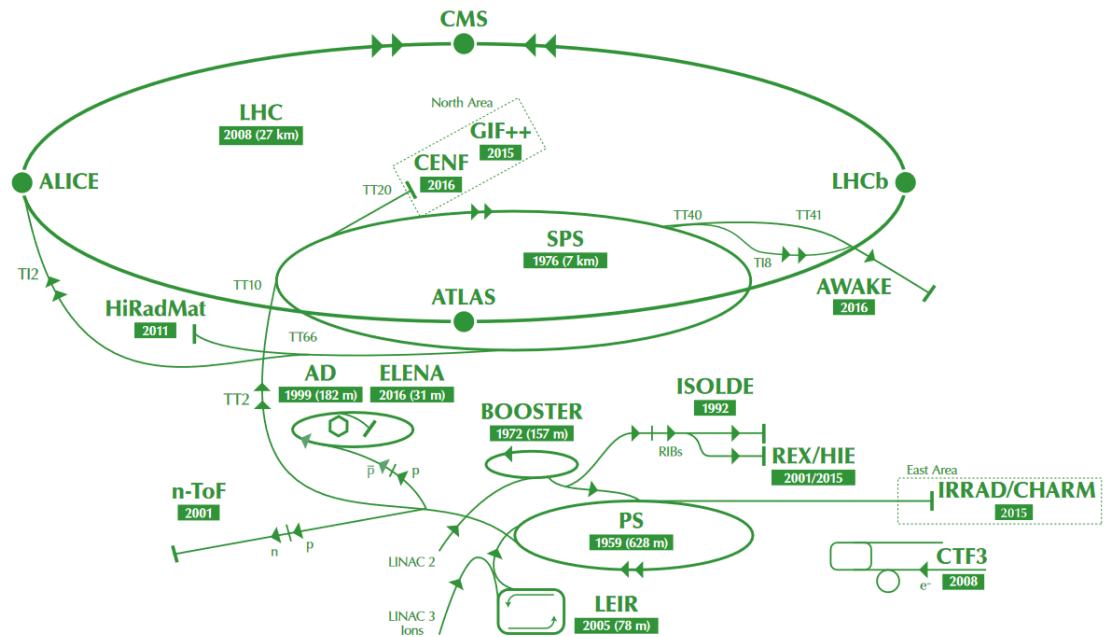 CMS
LHC
2008 (27 km)
North Area
GIF++
2015
CENF
2016
ALICE
LHCb
TT20
TT40
TT41
SPS
1976 (7 km)
TI2
TT10
TI8
AWAKE
2016
HiRadMat
2011
ATLAS
TT66
AD
1999 (182 m)
ELENA
2016 (31 m)
TT2
BOOSTER
1972 (157 m)
ISOLDE
1992
RIBs
REX/HIE
2001/2015
p̅
p
East Area
n-ToF
2001
IRRAD/CHARM
2015
PS
1959 (628 m)
n
p
LINAC 2
CTF3
2008
e-
LEIR
2005 (78 m)
LINAC 3
Ions